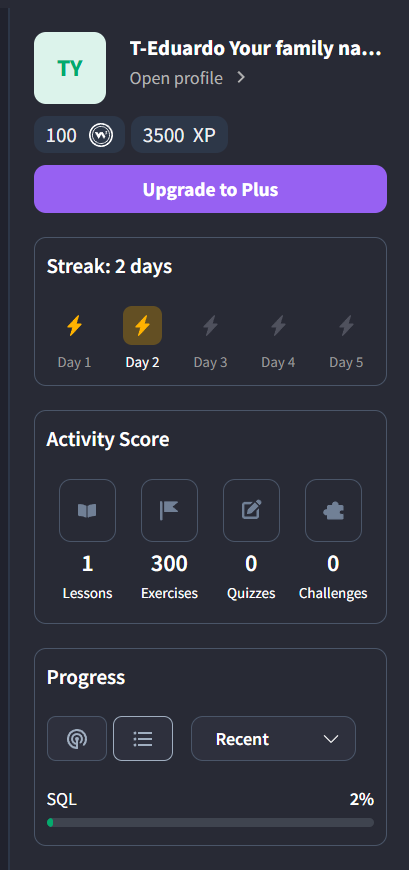 TY
T-Eduardo Your family na...
Open profile
100
3500 XP
Upgrade to Plus
Streak: 2 days
Day 1 Day 2 Day 3 Day 4 Day 5
Activity Score
1 300 0 0
Lessons Exercises Quizzes Challenges
Progress
Recent
SQL 2%